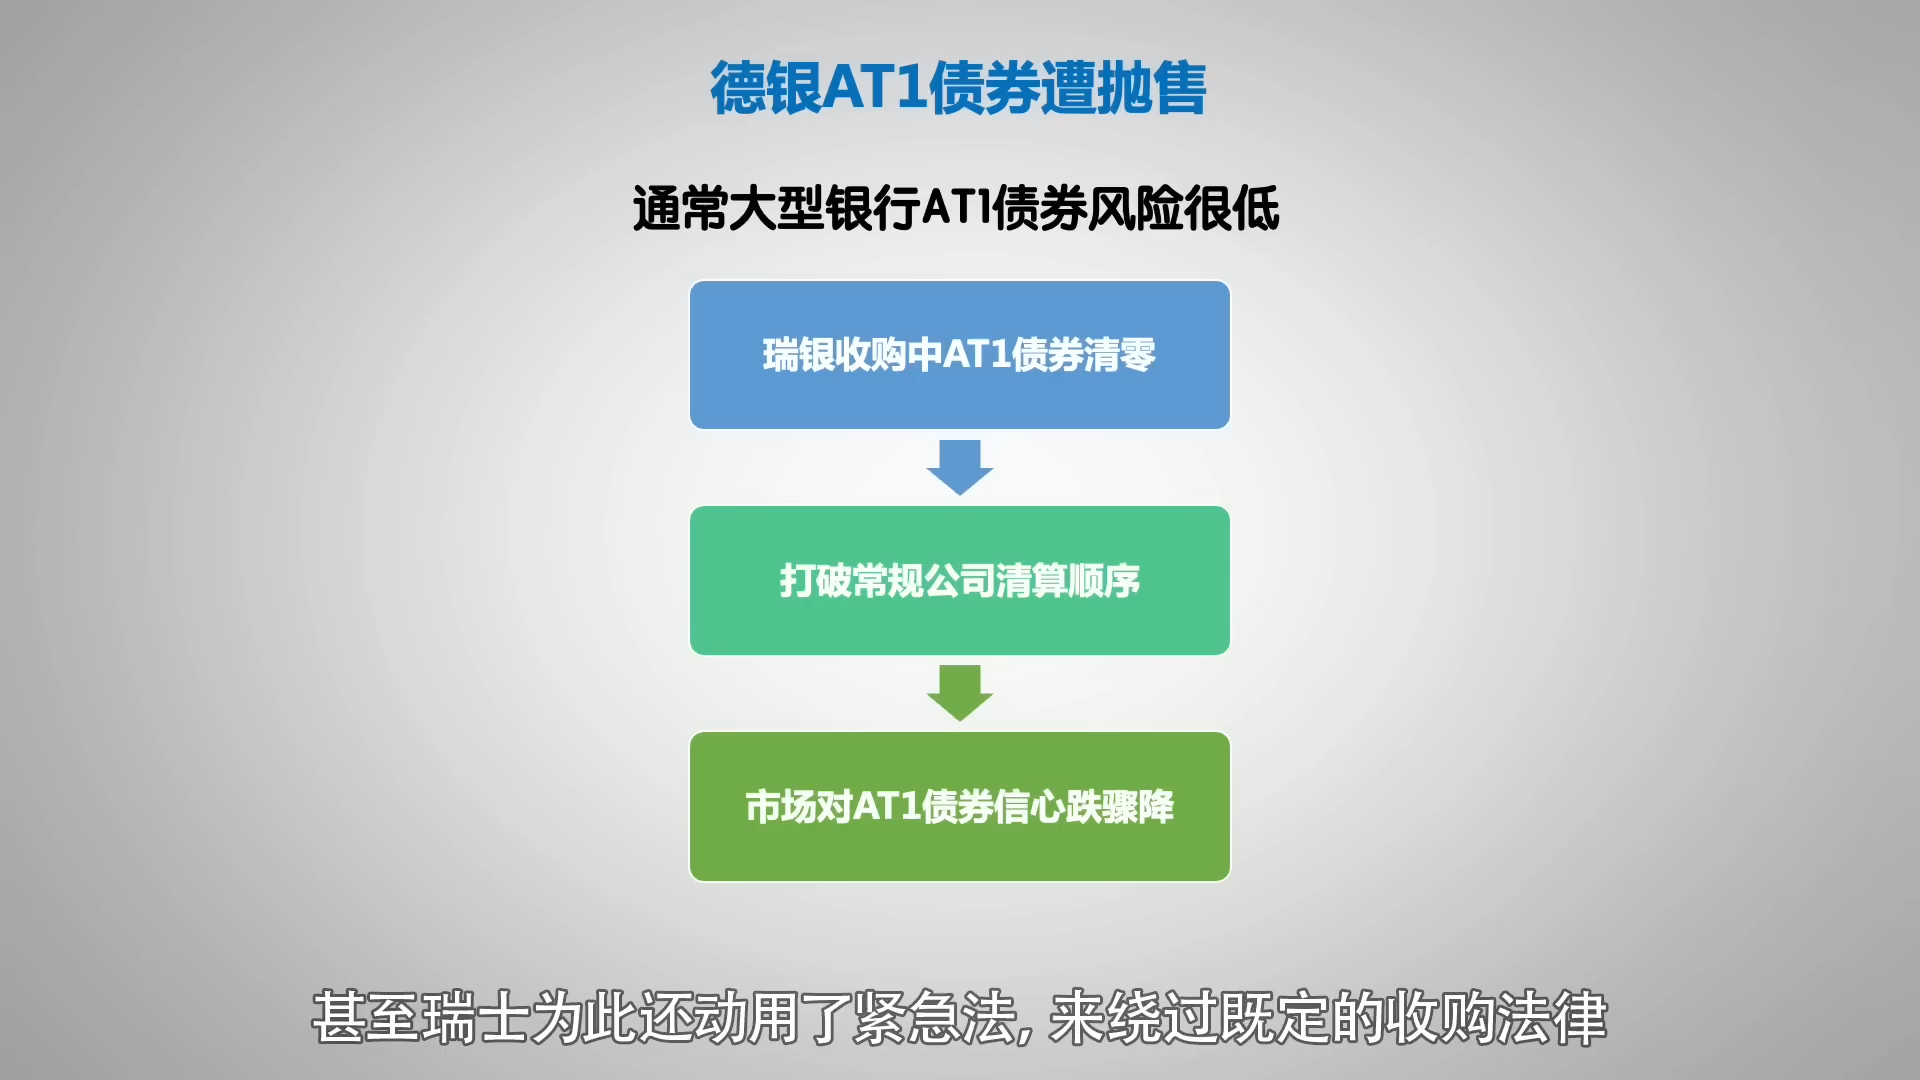 德银AT1债券遭抛售
通常大型银行AT1债券风险很低
瑞银收购中AT1债券清零
打破常规公司清算顺序
市场对AT1债券信心跌骤降
甚至瑞士为此还动用了紧急法, 来绕过既定的收购法律